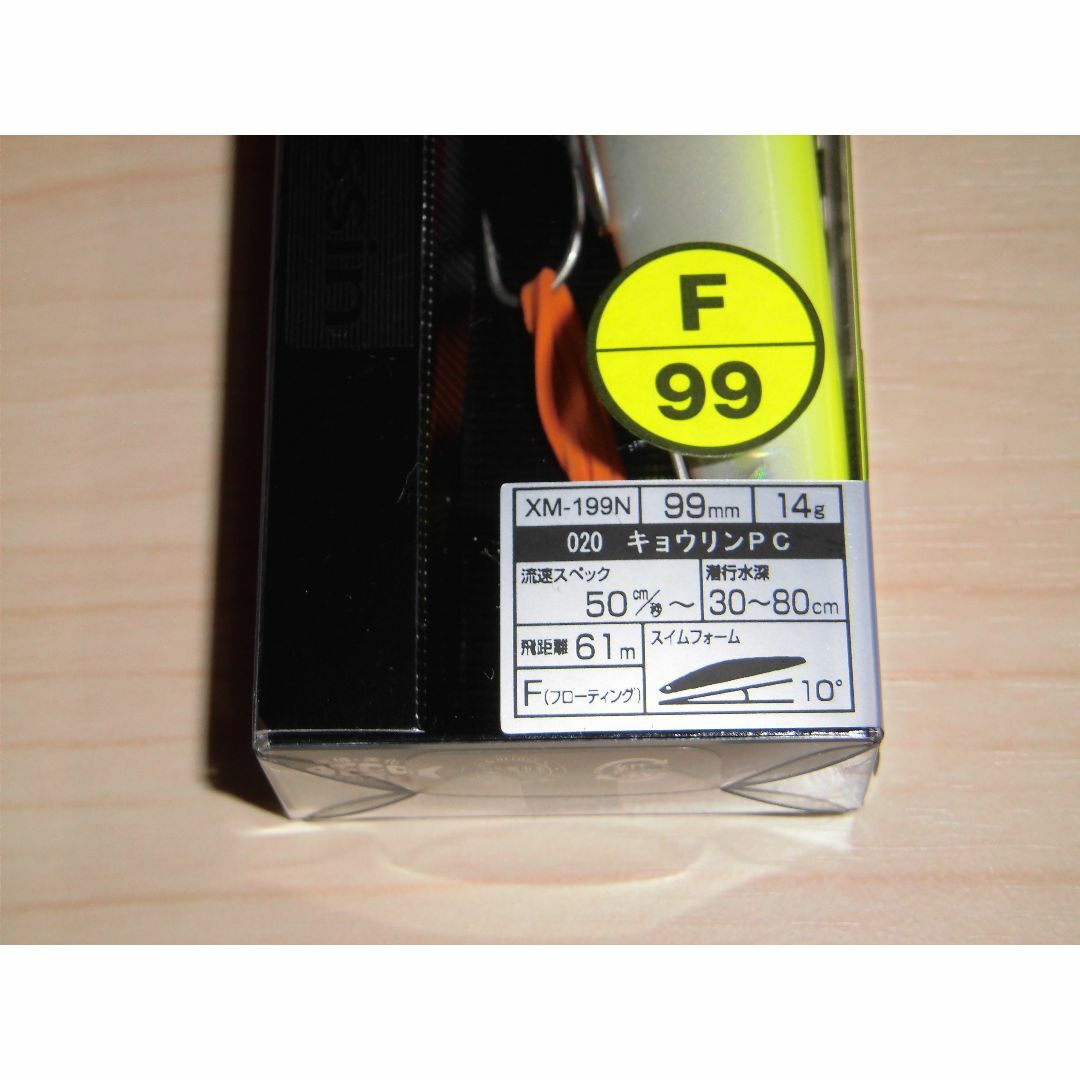 ssin
F
99
XM-199N 99mm 14g
020 キョウリンPC
流速スペック 潜行水深
50cm/秒～ 30～80cm
飛距離 61m スイムフォーム
F(フローティング) 10°